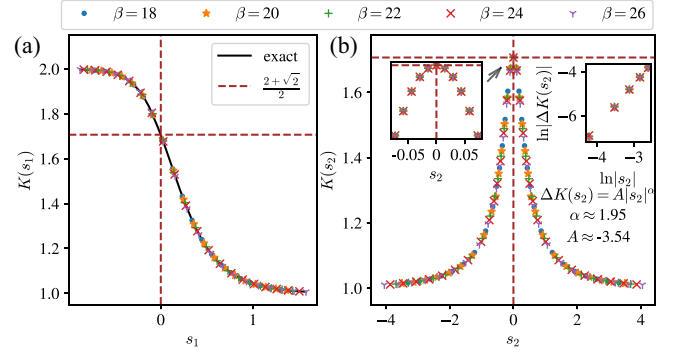 β = 18 β = 20 β = 22 β = 24 β = 26
(a)
exact
2 + √2 / 2
2.0
1.8
1.6
1.4
1.2
1.0
K(s₁)
0 1
s₁
(b)
1.6
1.4
1.2
1.0
K(s₂)
−4 −2 0 2 4
s₂
−0.05 0 0.05
s₂
ln|ΔK(s₂)|
−4
−6
−4 −3
ln|s₂|
ΔK(s₂) = A|s₂|^α
α ≈ 1.95
A ≈ -3.54